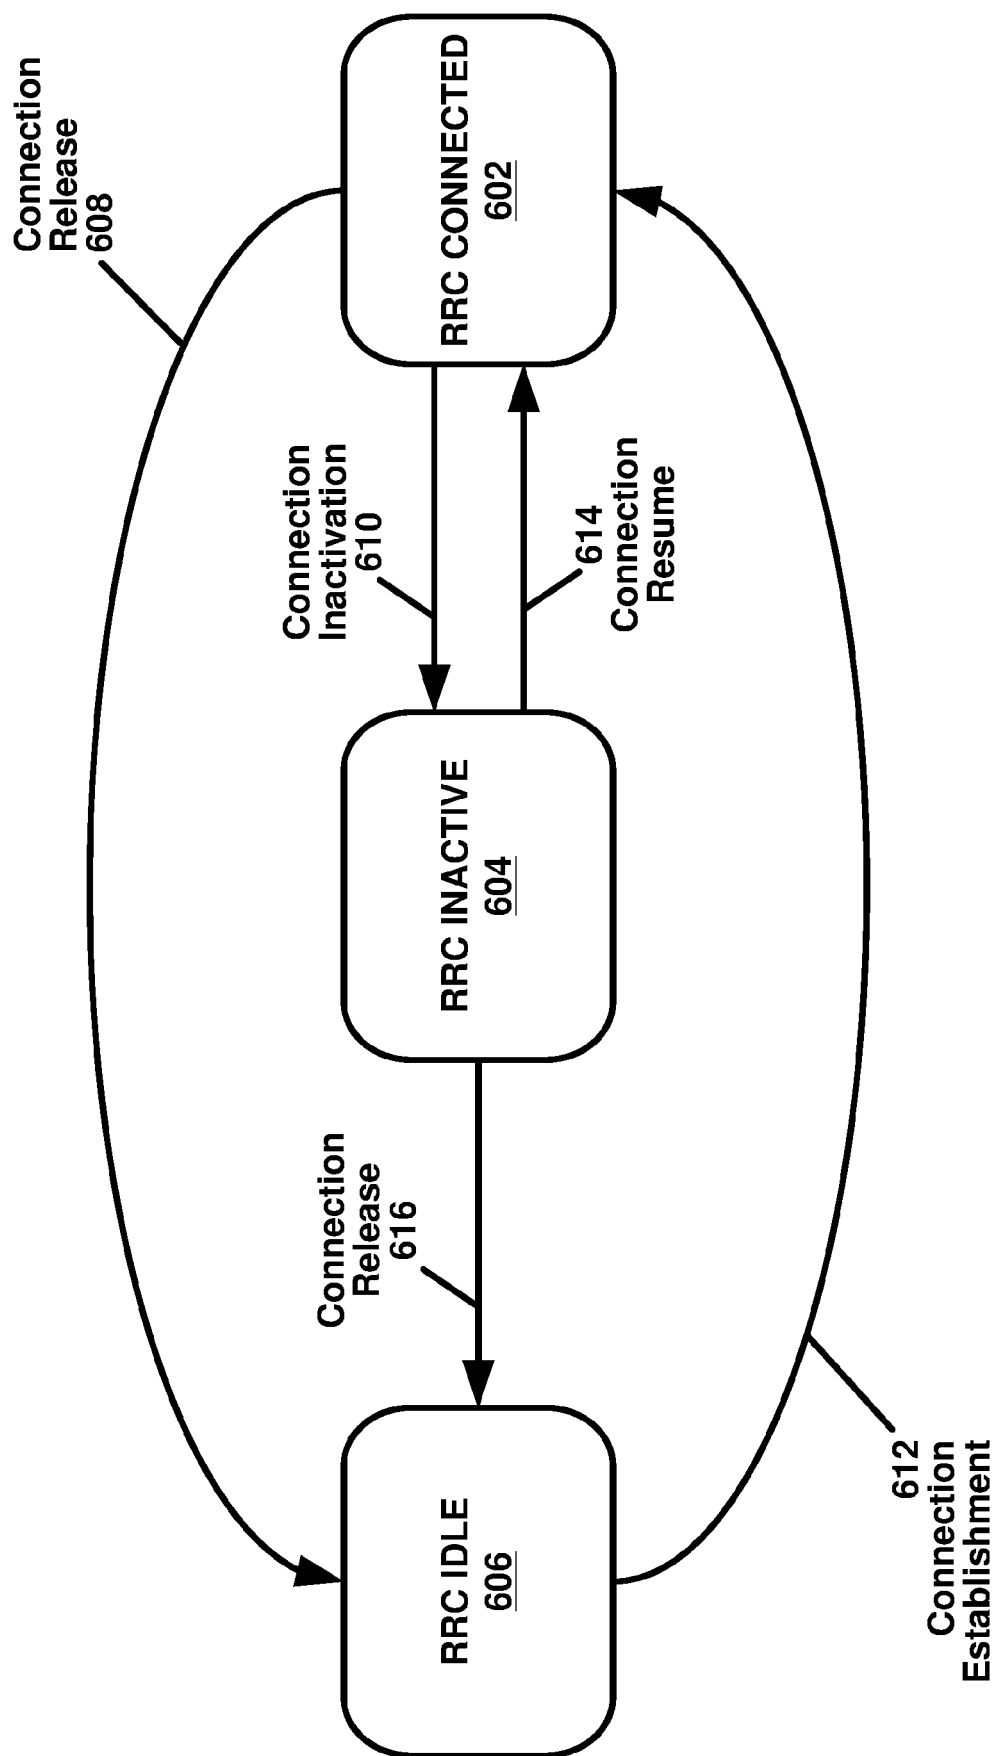 Connection
Release
608
RRC CONNECTED
602
Connection
Inactivation
610
614
Connection
Resume
RRC INACTIVE
604
Connection
Release
616
RRC IDLE
606
612
Connection
Establishment